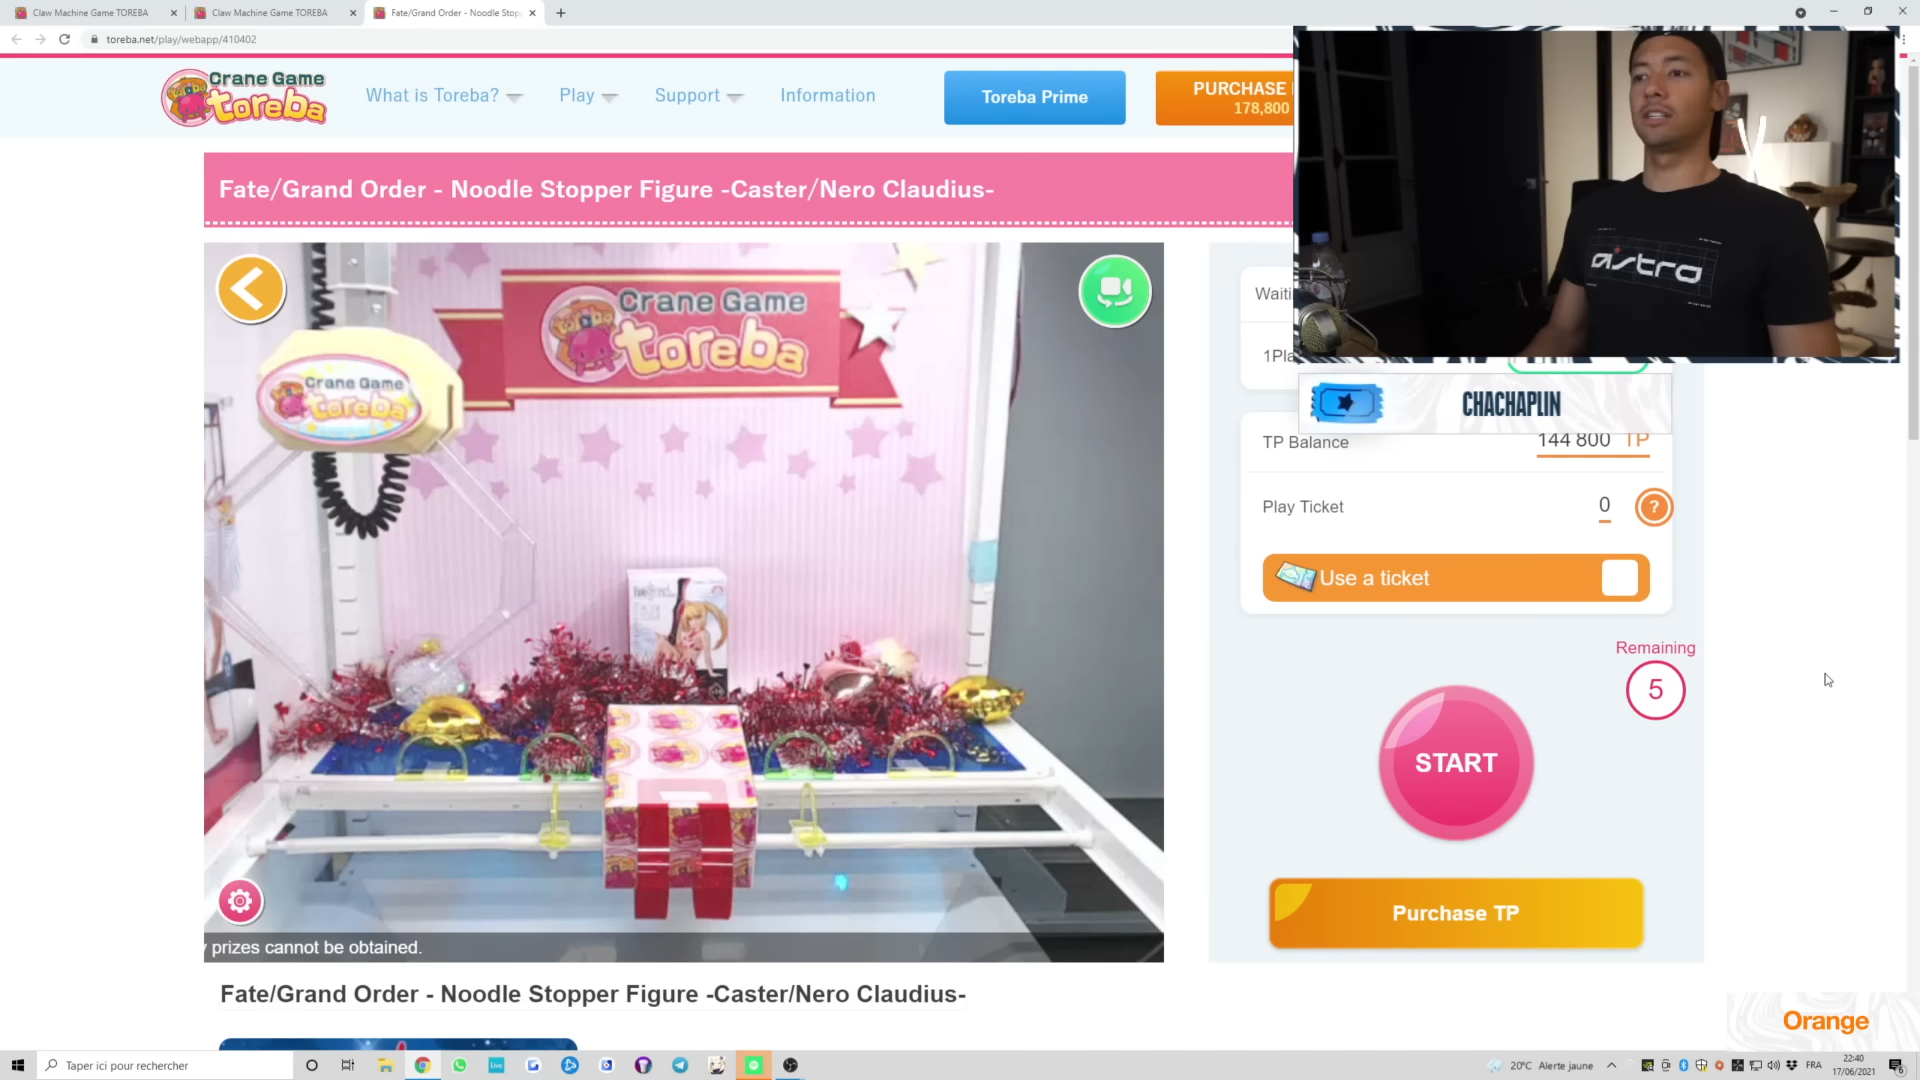 Claw Machine Game TOREBA
Claw Machine Game TOREBA
Fate/Grand Order - Noodle Stop
toreba.net/play/webapp/410402
Crane Game
toreba
What is Toreba?
Play
Support
Information
Toreba Prime
PURCHASE
178,800
Fate/Grand Order - Noodle Stopper Figure -Caster/Nero Claudius-
astro
Crane Game
toreba
Crane Game
toreba
Waiti
1Pla
CHACHAPLIN
TP Balance
144 800 TP
Play Ticket
0
?
Use a ticket
Remaining
5
START
Purchase TP
y prizes cannot be obtained.
Fate/Grand Order - Noodle Stopper Figure -Caster/Nero Claudius-
Orange
Taper ici pour rechercher
20°C Alerte jaune
FRA
22:40
17/06/2021